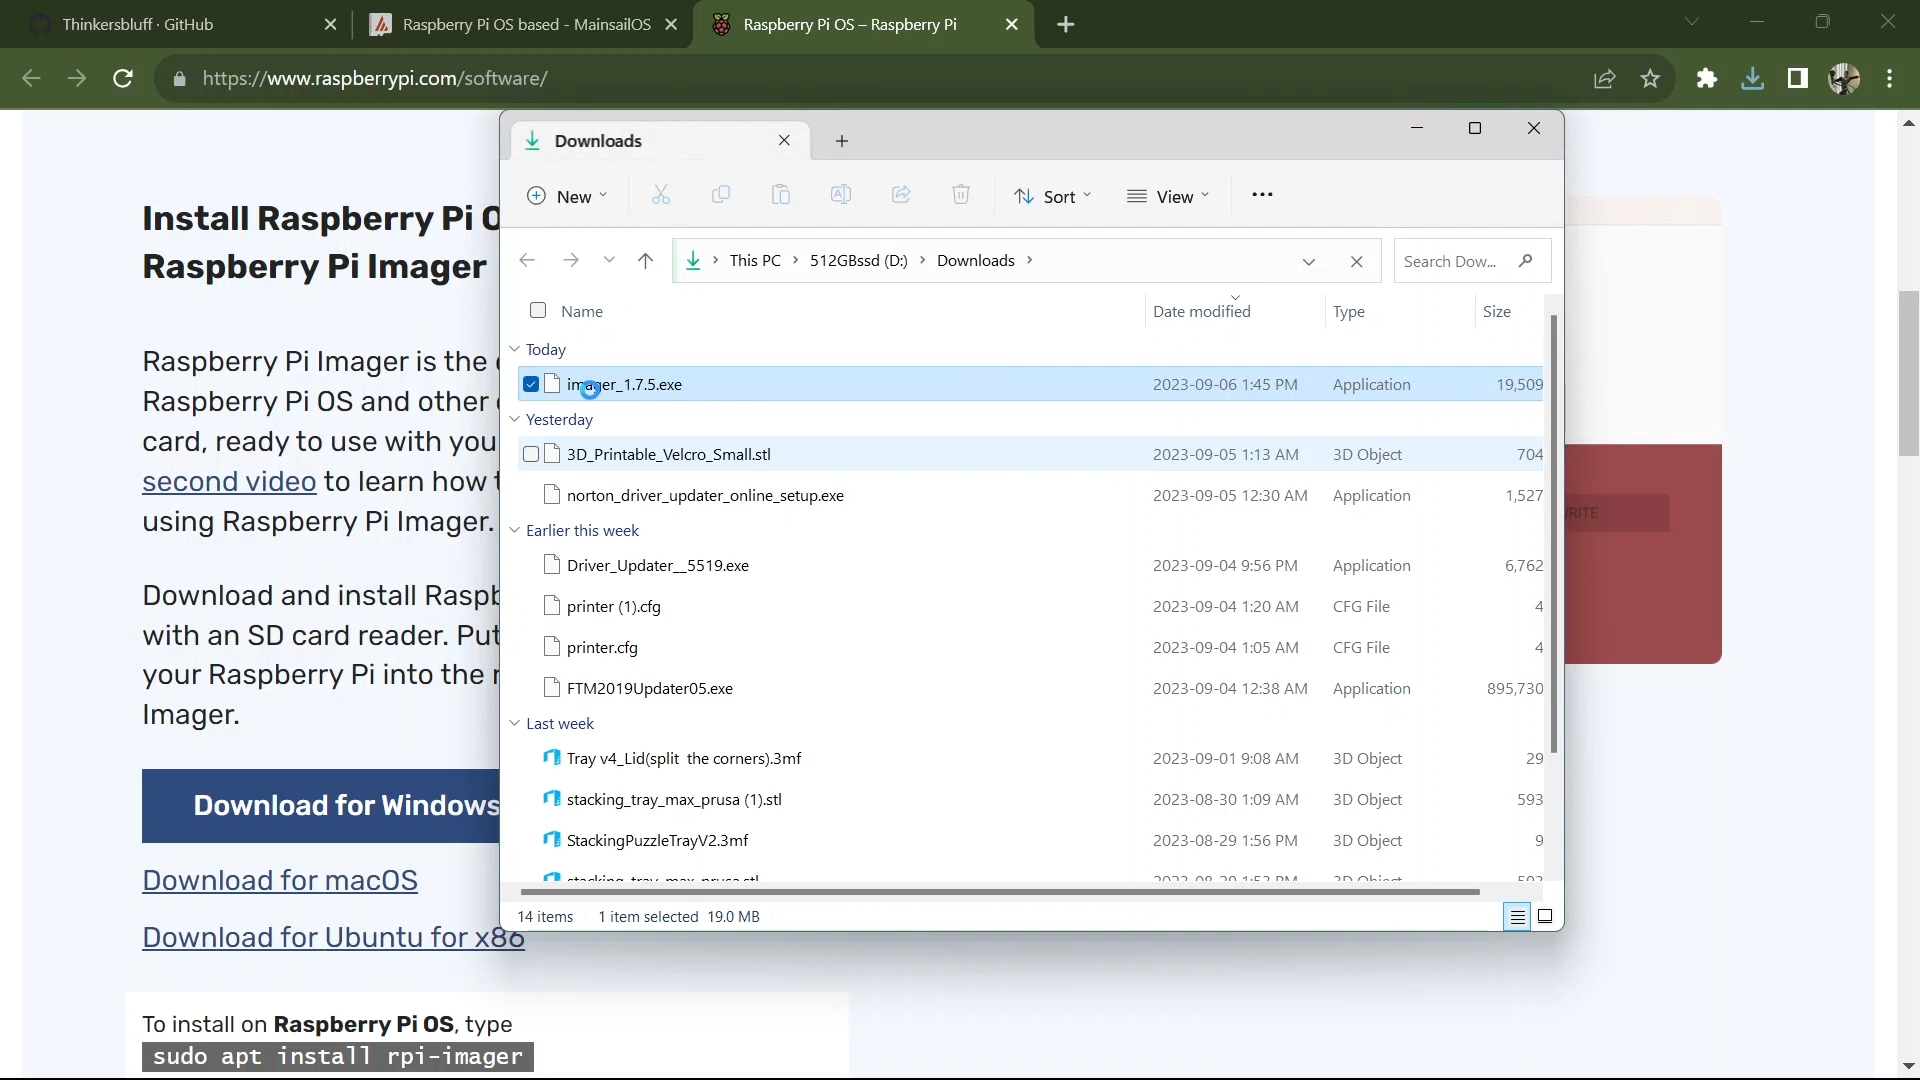 Thinkersbluff · GitHub
Raspberry Pi OS based - MainsailOS
Raspberry Pi OS – Raspberry Pi
https://www.raspberrypi.com/software/
Install Raspberry Pi O
Raspberry Pi Imager
Raspberry Pi Imager is the
Raspberry Pi OS and other
card, ready to use with you
second video to learn how
using Raspberry Pi Imager.
Download and install Rasp
with an SD card reader. Put
your Raspberry Pi into the
Imager.
Download for Windows
Download for macOS
Download for Ubuntu for x86
To install on Raspberry Pi OS, type
sudo apt install rpi-imager
Downloads
New
Sort
View
This PC
512GBssd (D:)
Downloads
Search Dow...
Name
Date modified
Type
Size
Today
imager_1.7.5.exe 2023-09-06 1:45 PM Application 19,509
Yesterday
3D_Printable_Velcro_Small.stl 2023-09-05 1:13 AM 3D Object 704
norton_driver_updater_online_setup.exe 2023-09-05 12:30 AM Application 1,527
Earlier this week
Driver_Updater__5519.exe 2023-09-04 9:56 PM Application 6,762
printer (1).cfg 2023-09-04 1:20 AM CFG File 4
printer.cfg 2023-09-04 1:05 AM CFG File 4
FTM2019Updater05.exe 2023-09-04 12:38 AM Application 895,730
Last week
Tray v4_Lid(split the corners).3mf 2023-09-01 9:08 AM 3D Object 29
stacking_tray_max_prusa (1).stl 2023-08-30 1:09 AM 3D Object 593
StackingPuzzleTrayV2.3mf 2023-08-29 1:56 PM 3D Object 9
14 items 1 item selected 19.0 MB